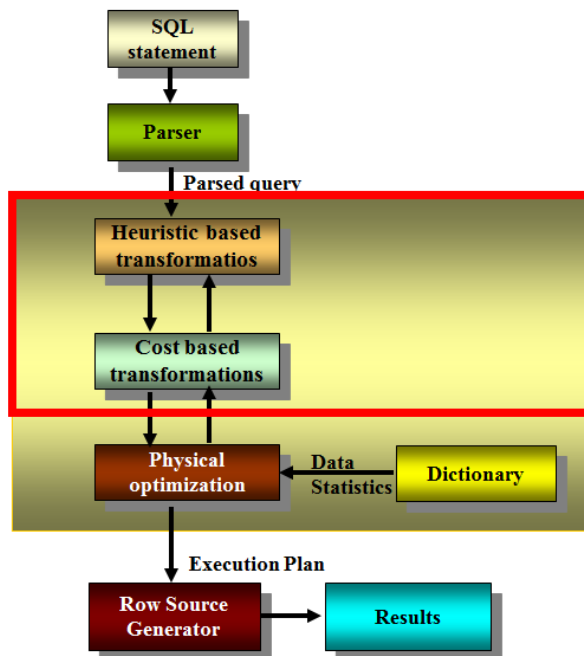 SQL
statement
Parser
Parsed query
Heuristic based
transformatios
Cost based
transformations
Physical
optimization
Data
Statistics
Dictionary
Execution Plan
Row Source
Generator
Results